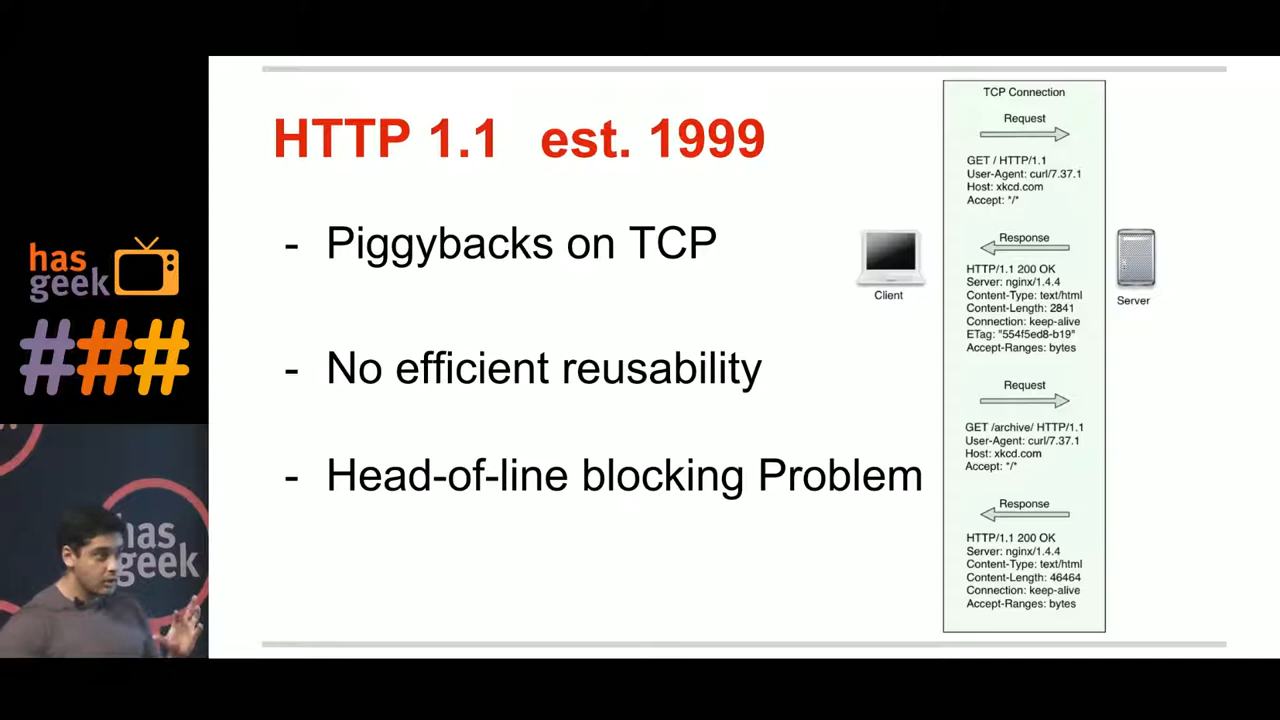 HTTP 1.1 est. 1999
- Piggybacks on TCP
- No efficient reusability
- Head-of-line blocking Problem
TCP Connection
Request
GET / HTTP/1.1
User-Agent: curl/7.37.1
Host: xkcd.com
Accept: */*
Response
HTTP/1.1 200 OK
Server: nginx/1.4.4
Content-Type: text/html
Content-Length: 2841
Connection: keep-alive
ETag: "554f5ed8-b19"
Accept-Ranges: bytes
Client
Server
Request
GET /archive/ HTTP/1.1
User-Agent: curl/7.37.1
Host: xkcd.com
Accept: */*
Response
HTTP/1.1 200 OK
Server: nginx/1.4.4
Content-Type: text/html
Content-Length: 46464
Connection: keep-alive
Accept-Ranges: bytes
has
geek
###
has
geek